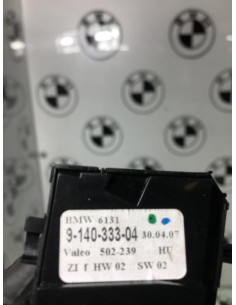 BMW 6131
9-140-333-04 30.04.07
Valeo 502-239 HU
ZI f HW 02 SW 02